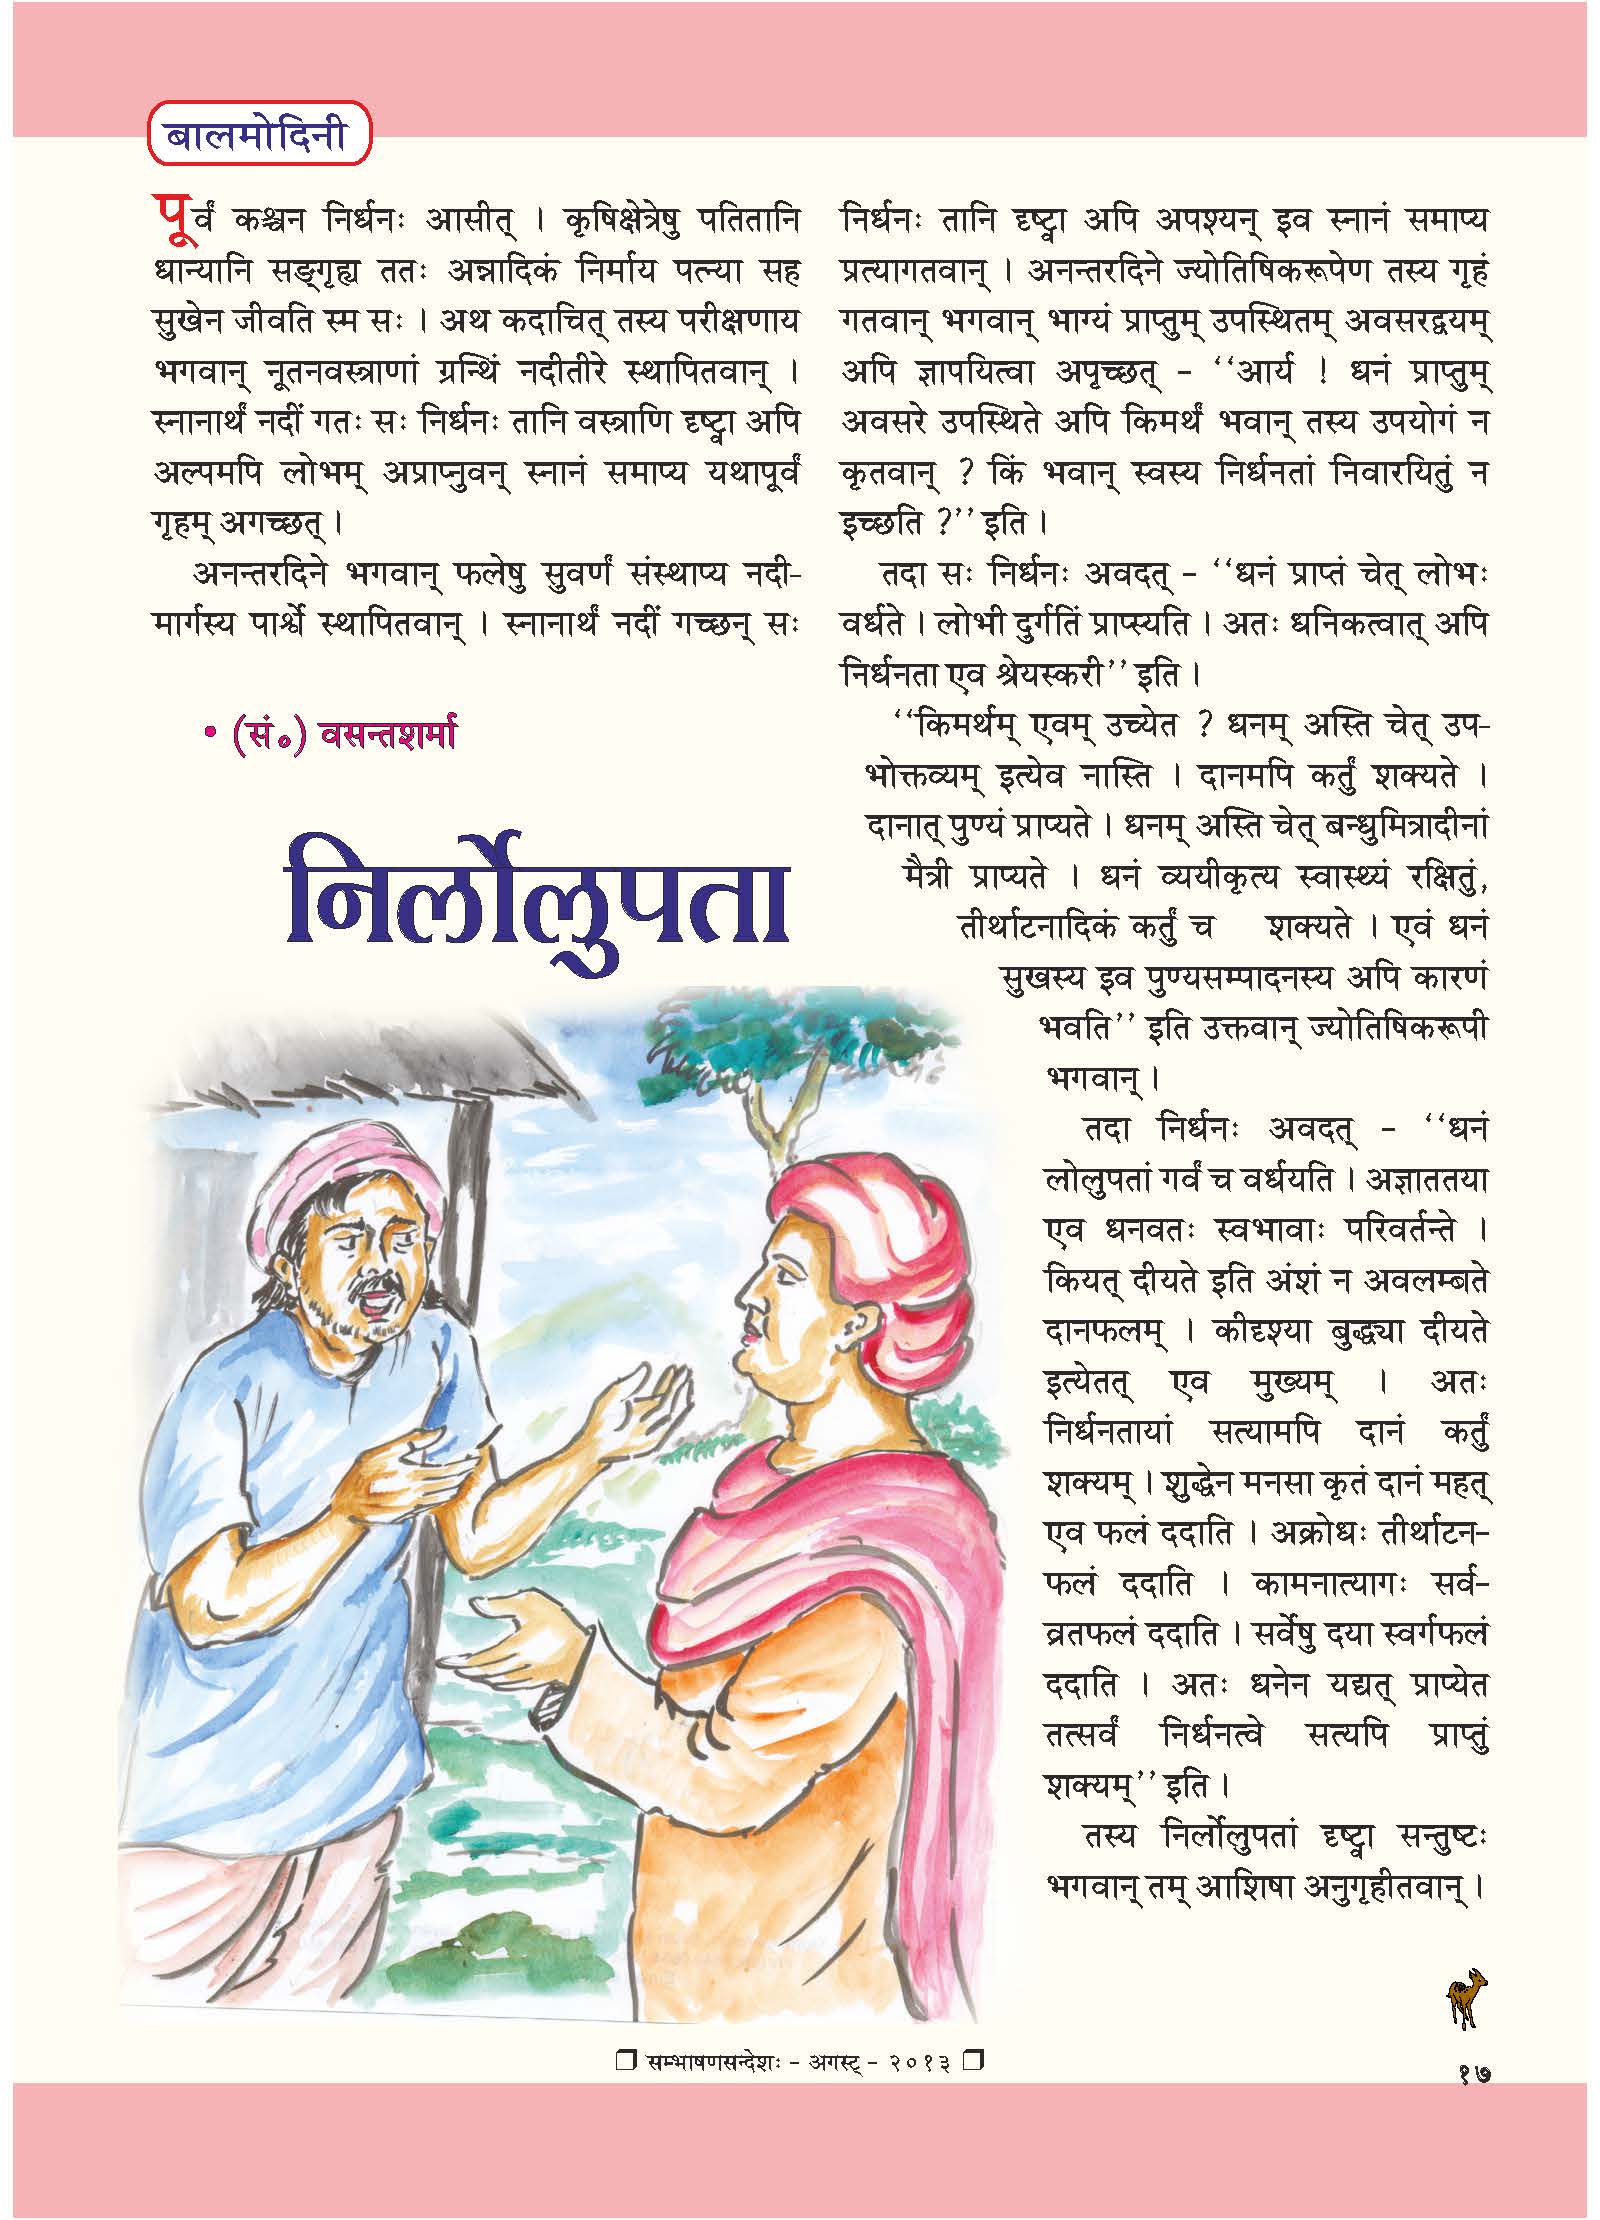 बालमोदिनी
पूर्वं कश्चन निर्धनः आसीत् । कृषिक्षेत्रेषु पतितानि
धान्यानि सङ्गृह्य ततः अन्नादिकं निर्माय पत्न्या सह
सुखेन जीवति स्म सः । अथ कदाचित् तस्य परीक्षणाय
भगवान् नूतनवस्त्राणां ग्रन्थिं नदीतीरे स्थापितवान् ।
स्नानार्थं नदीं गतः सः निर्धनः तानि वस्त्राणि दृष्ट्वा अपि
अल्पमपि लोभम् अप्राप्नुवन् स्नानं समाप्य यथापूर्वं
गृहम् अगच्छत् ।
अनन्तरदिने भगवान् फलेषु सुवर्णं संस्थाप्य नदी-
मार्गस्य पार्श्वे स्थापितवान् । स्नानार्थं नदीं गच्छन् सः
• (सं॰) वसन्तशर्मा
निर्लोलुपता
निर्धनः तानि दृष्ट्वा अपि अपश्यन् इव स्नानं समाप्य
प्रत्यागतवान् । अनन्तरदिने ज्योतिषिकरूपेण तस्य गृहं
गतवान् भगवान् भाग्यं प्राप्तुम् उपस्थितम् अवसरद्वयम्
अपि ज्ञापयित्वा अपृच्छत् - ‘‘आर्य ! धनं प्राप्तुम्
अवसरे उपस्थिते अपि किमर्थं भवान् तस्य उपयोगं न
कृतवान् ? किं भवान् स्वस्य निर्धनतां निवारयितुं न
इच्छति ?’’ इति ।
तदा सः निर्धनः अवदत् - ‘‘धनं प्राप्तं चेत् लोभः
वर्धते । लोभी दुर्गतिं प्राप्स्यति । अतः धनिकत्वात् अपि
निर्धनता एव श्रेयस्करी’’ इति ।
‘‘किमर्थम् एवम् उच्येत ? धनम् अस्ति चेत् उप-
भोक्तव्यम् इत्येव नास्ति । दानमपि कर्तुं शक्यते ।
दानात् पुण्यं प्राप्यते । धनम् अस्ति चेत् बन्धुमित्रादीनां
मैत्री प्राप्यते । धनं व्ययीकृत्य स्वास्थ्यं रक्षितुं,
तीर्थाटनादिकं कर्तुं च शक्यते । एवं धनं
सुखस्य इव पुण्यसम्पादनस्य अपि कारणं
भवति’’ इति उक्तवान् ज्योतिषिकरूपी
भगवान् ।
तदा निर्धनः अवदत् - ‘‘धनं
लोलुपतां गर्वं च वर्धयति । अज्ञाततया
एव धनवतः स्वभावाः परिवर्तन्ते ।
कियत् दीयते इति अंशं न अवलम्बते
दानफलम् । कीदृश्या बुद्ध्या दीयते
इत्येतत् एव मुख्यम् । अतः
निर्धनतायां सत्यामपि दानं कर्तुं
शक्यम् । शुद्धेन मनसा कृतं दानं महत्
एव फलं ददाति । अक्रोधः तीर्थाटन-
फलं ददाति । कामनात्यागः सर्व-
व्रतफलं ददाति । सर्वेषु दया स्वर्गफलं
ददाति । अतः धनेन यद्यत् प्राप्येत
तत्सर्वं निर्धनत्वे सत्यपि प्राप्तुं
शक्यम्’’ इति ।
तस्य निर्लोलुपतां दृष्ट्वा सन्तुष्टः
भगवान् तम् आशिषा अनुगृहीतवान् ।
❒ सम्भाषणसन्देशः - अगस्ट् - २०१३ ❒
१७